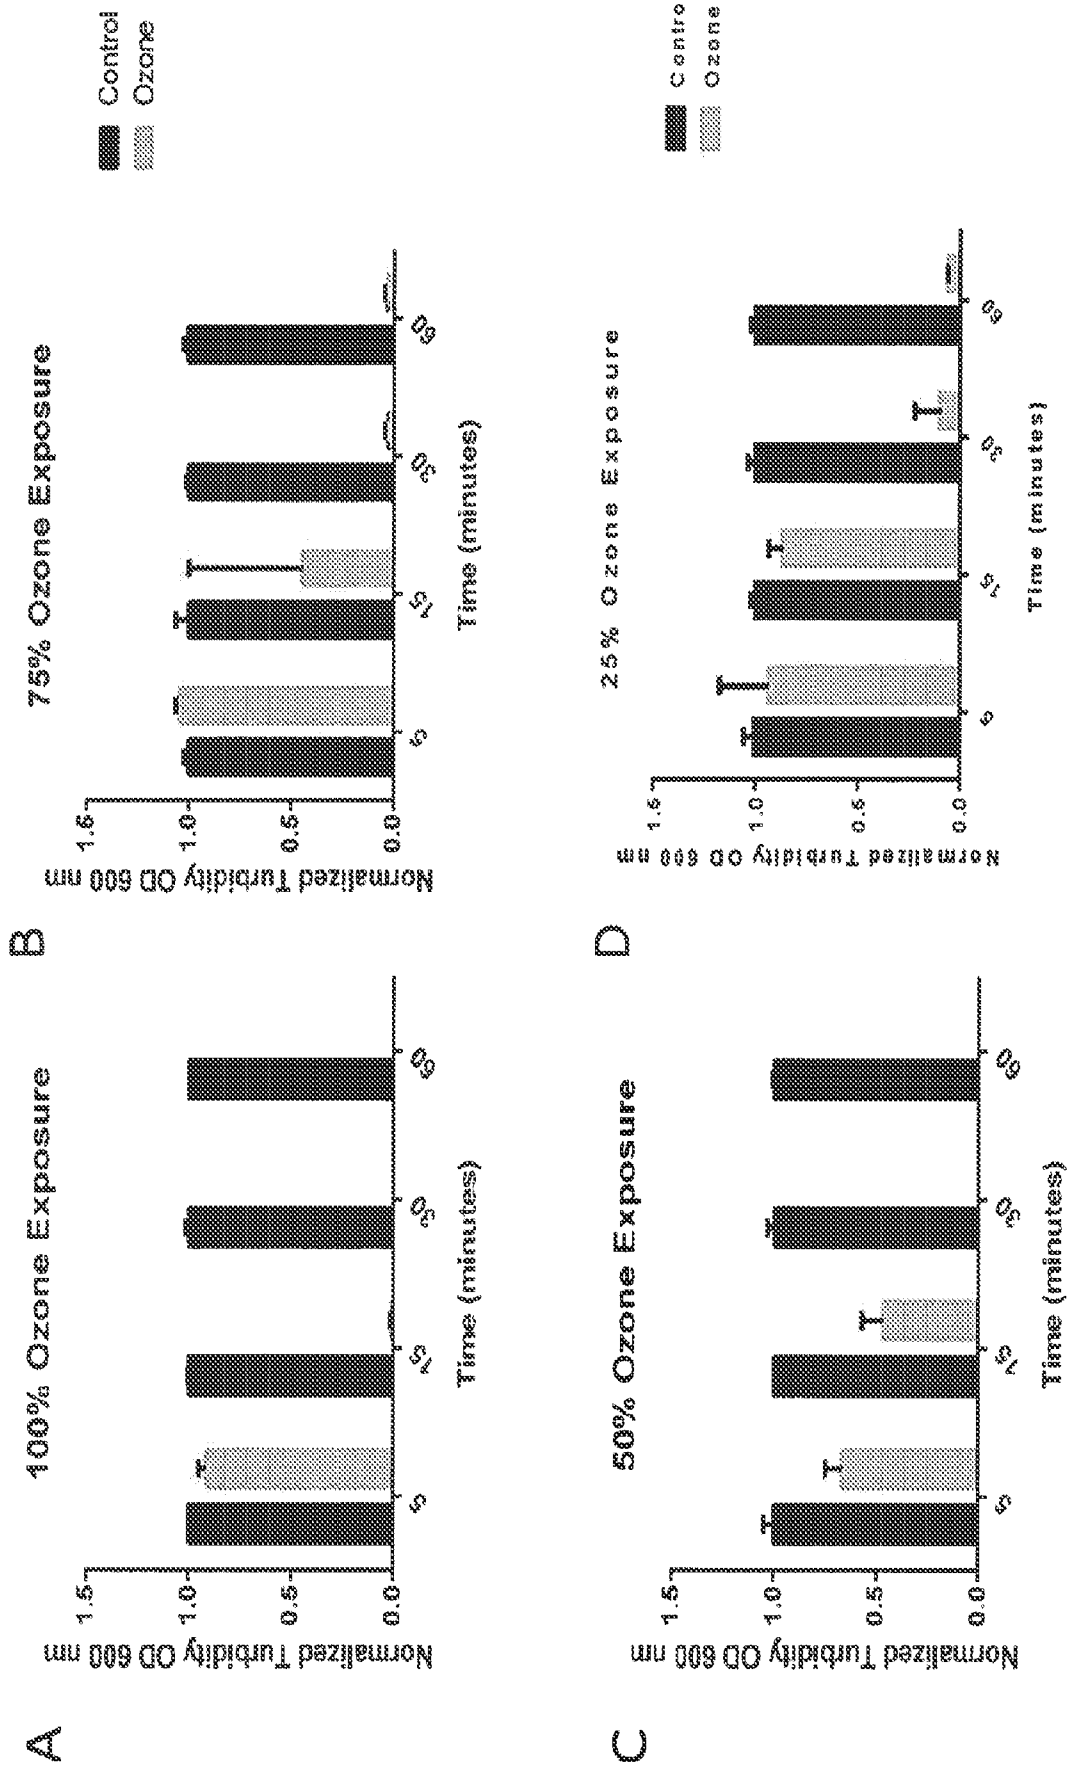 A
100% Ozone Exposure
Normalized Turbidity OD 600 nm
1.5
1.0
0.5
0.0
5
15
30
60
Time (minutes)
B
75% Ozone Exposure
Control
Ozone
Normalized Turbidity OD 600 nm
1.5
1.0
0.5
0.0
5
15
30
60
Time (minutes)
C
50% Ozone Exposure
Normalized Turbidity OD 600 nm
1.5
1.0
0.5
0.0
5
15
30
60
Time (minutes)
D
25% Ozone Exposure
Contro
Ozone
Normalized Turbidity OD 600 nm
1.5
1.0
0.5
0.0
5
15
30
60
Time (minutes)